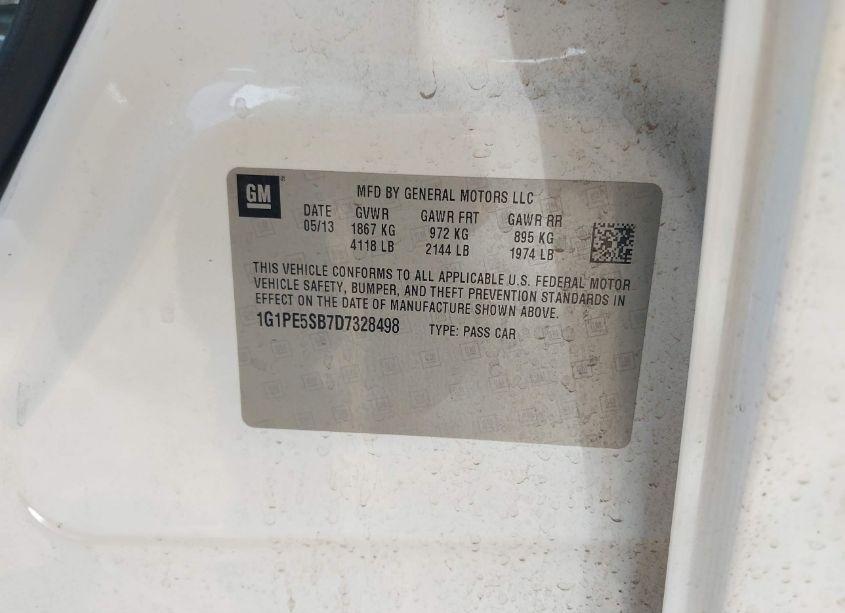 GM ®
MFD BY GENERAL MOTORS LLC
DATE GVWR GAWR FRT GAWR RR
05/13 1867 KG 972 KG 895 KG
4118 LB 2144 LB 1974 LB
THIS VEHICLE CONFORMS TO ALL APPLICABLE U.S. FEDERAL MOTOR
VEHICLE SAFETY, BUMPER, AND THEFT PREVENTION STANDARDS IN
EFFECT ON THE DATE OF MANUFACTURE SHOWN ABOVE.
1G1PE5SB7D7328498 TYPE: PASS CAR